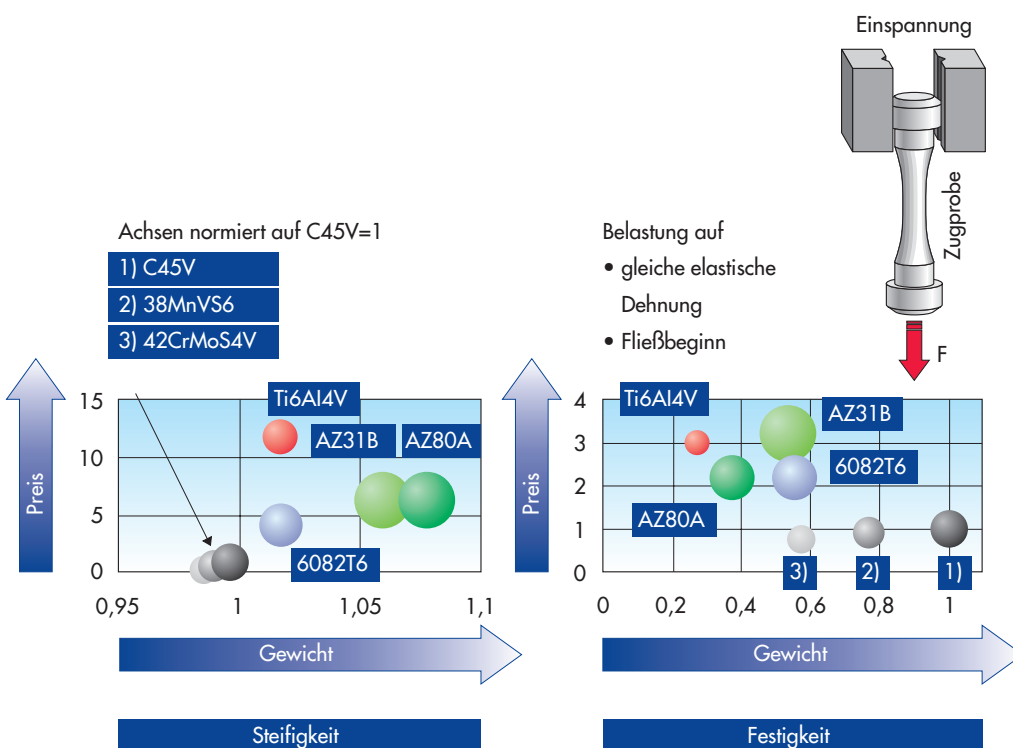 Einspannung
Zugprobe
F
Achsen normiert auf C45V=1
1) C45V
2) 38MnVS6
3) 42CrMoS4V
Belastung auf
• gleiche elastische
Dehnung
• Fließbeginn
Preis
15
10
5
0
Ti6Al4V
AZ31B
AZ80A
6082T6
0,95
1
1,05
1,1
Gewicht
Steifigkeit
Preis
4
3
2
1
0
Ti6Al4V
AZ31B
6082T6
AZ80A
3)
2)
1)
0
0,2
0,4
0,6
0,8
1
Gewicht
Festigkeit